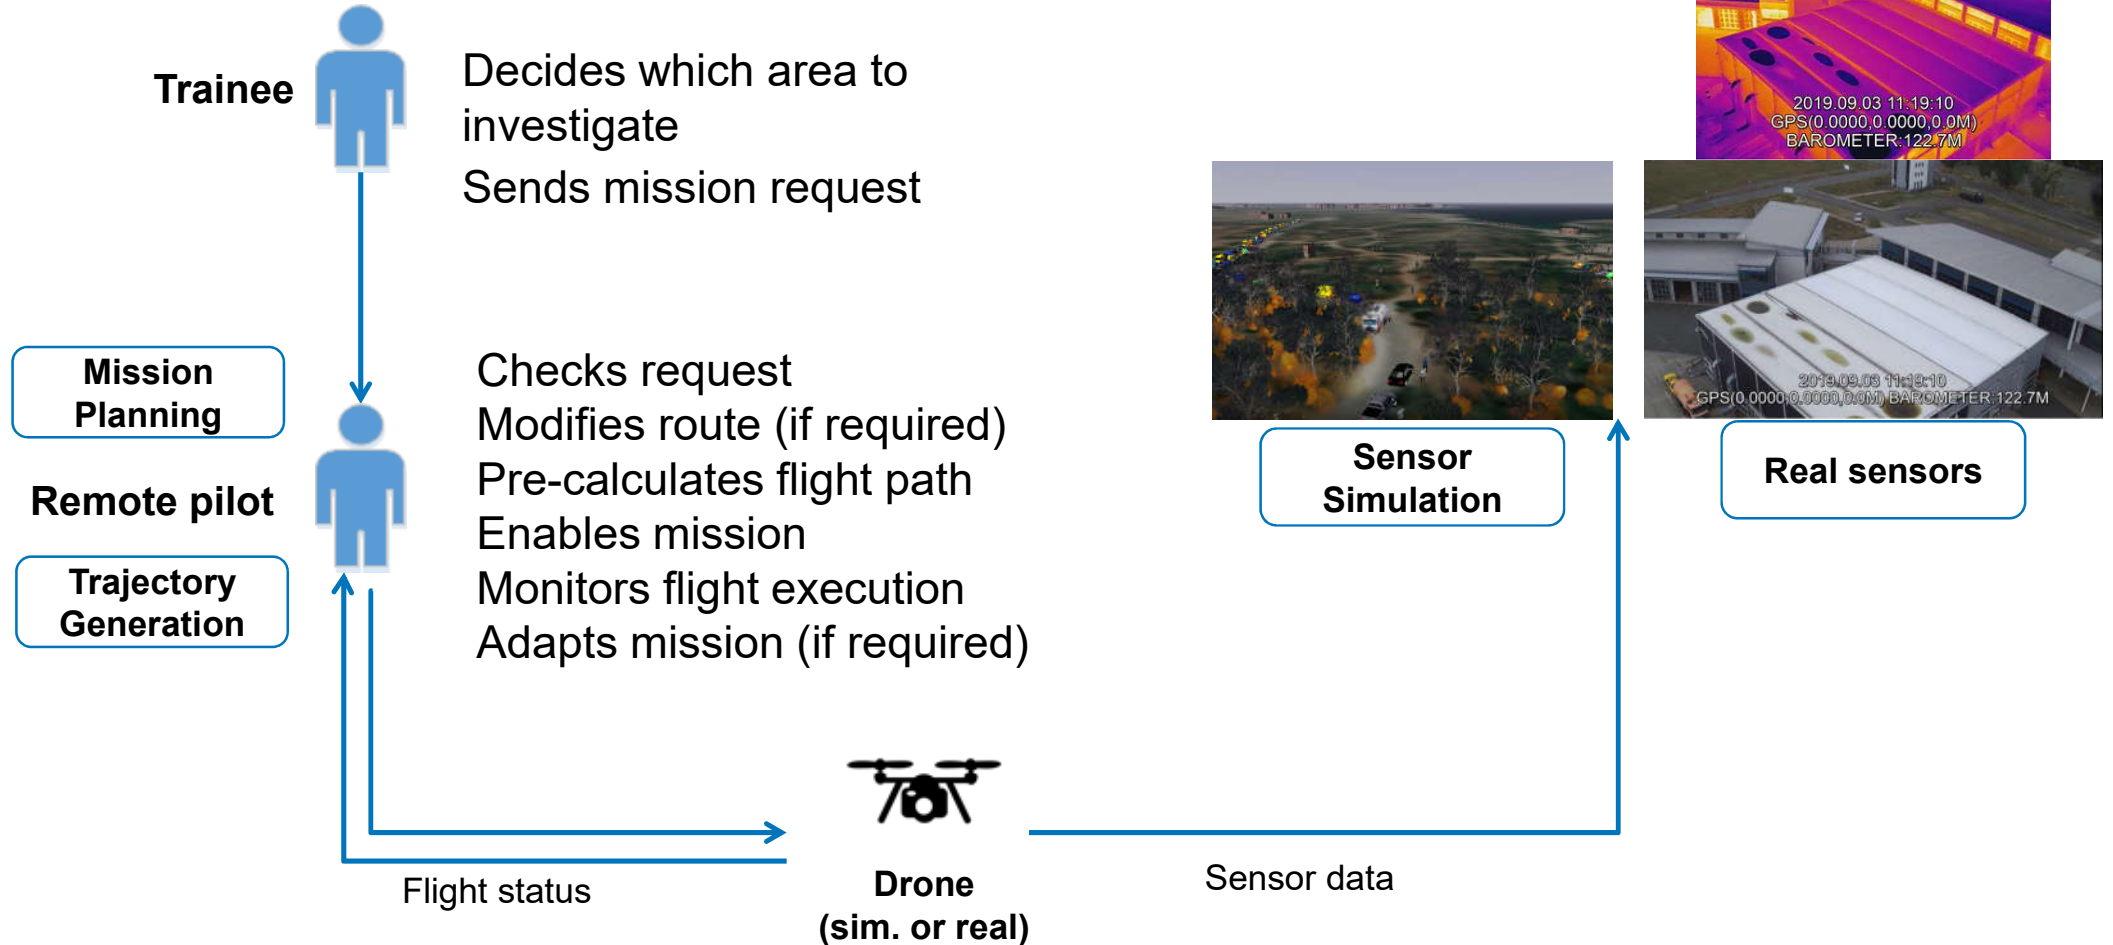 Trainee
Decides which area to
investigate
Sends mission request
Mission
Planning
Remote pilot
Trajectory
Generation
Checks request
Modifies route (if required)
Pre-calculates flight path
Enables mission
Monitors flight execution
Adapts mission (if required)
Flight status
Drone
(sim. or real)
Sensor data
2019.09.03 11:19:10
GPS(0.0000,0.0000,0.0M)
BAROMETER:122.7M
2019.09.03 11:19:10
GPS(0.0000,0.0000,0.0M) BAROMETER:122.7M
Sensor
Simulation
Real sensors